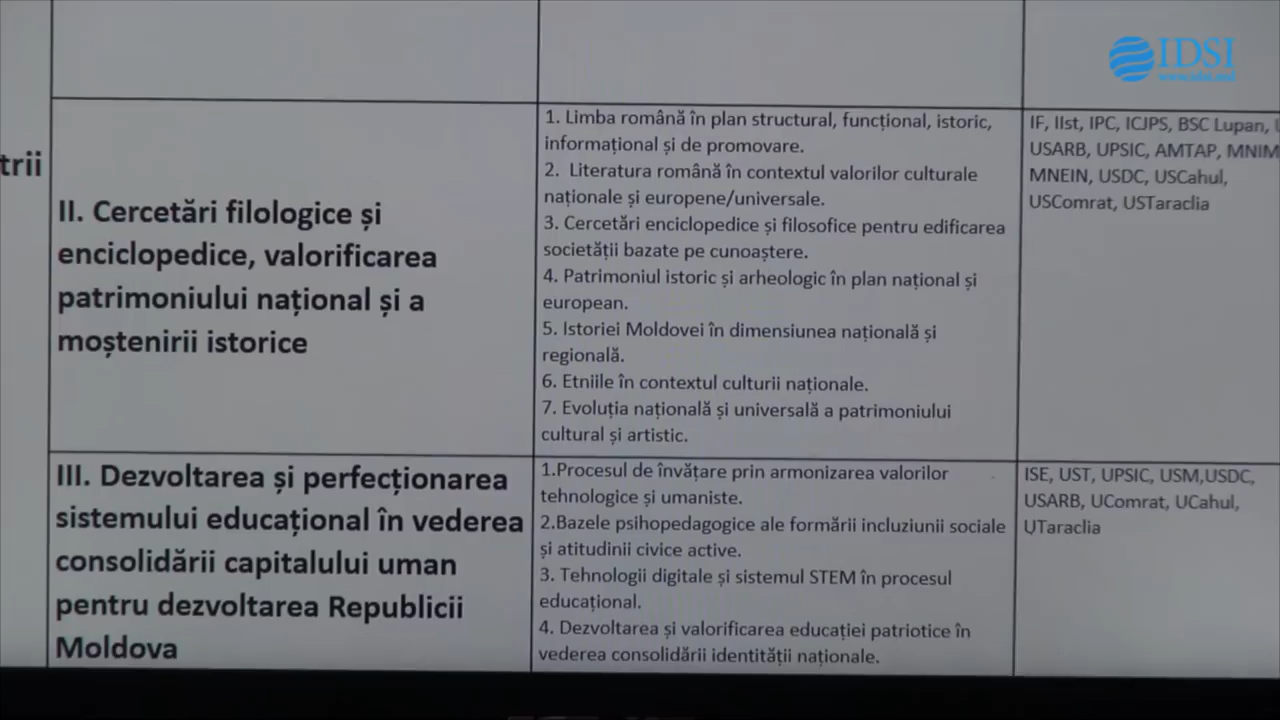 IDSI
trii
II. Cercetări filologice și
enciclopedice, valorificarea
patrimoniului național și a
moștenirii istorice
1. Limba română în plan structural, funcțional, istoric,
informațional și de promovare.
2. Literatura română în contextul valorilor culturale
naționale și europene/universale.
3. Cercetări enciclopedice și filosofice pentru edificarea
societății bazate pe cunoaștere.
4. Patrimoniul istoric și arheologic în plan național și
european.
5. Istoriei Moldovei în dimensiunea națională și
regională.
6. Etniile în contextul culturii naționale.
7. Evoluția națională și universală a patrimoniului
cultural și artistic.
IF, IIst, IPC, ICJPS, BSC Lupan,
USARB, UPSIC, AMTAP, MNIM
MNEIN, USDC, USCahul,
USComrat, USTaraclia
III. Dezvoltarea și perfecționarea
sistemului educațional în vederea
consolidării capitalului uman
pentru dezvoltarea Republicii
Moldova
1.Procesul de învățare prin armonizarea valorilor
tehnologice și umaniste.
2.Bazele psihopedagogice ale formării incluziunii sociale
și atitudinii civice active.
3. Tehnologii digitale și sistemul STEM în procesul
educațional.
4. Dezvoltarea și valorificarea educației patriotice în
vederea consolidării identității naționale.
ISE, UST, UPSIC, USM,USDC,
USARB, UComrat, UCahul,
UTaraclia